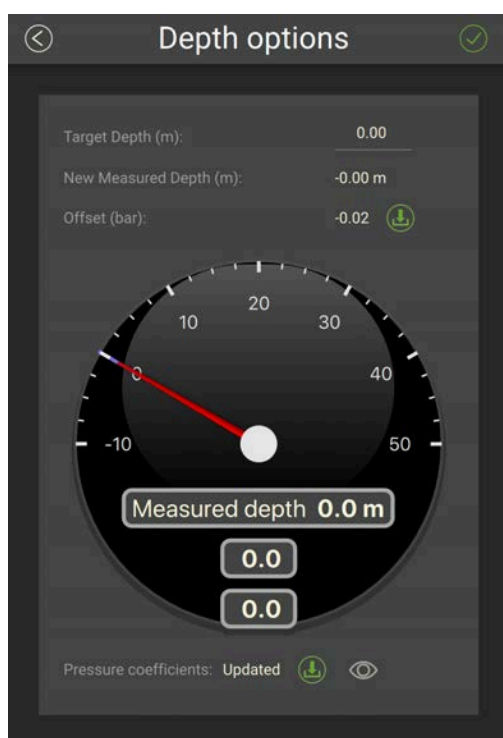 Depth options
Target Depth (m): 0.00
New Measured Depth (m): -0.00 m
Offset (bar): -0.02
20
10 30
0 40
-10 50
Measured depth 0.0 m
0.0
0.0
Pressure coefficients: Updated